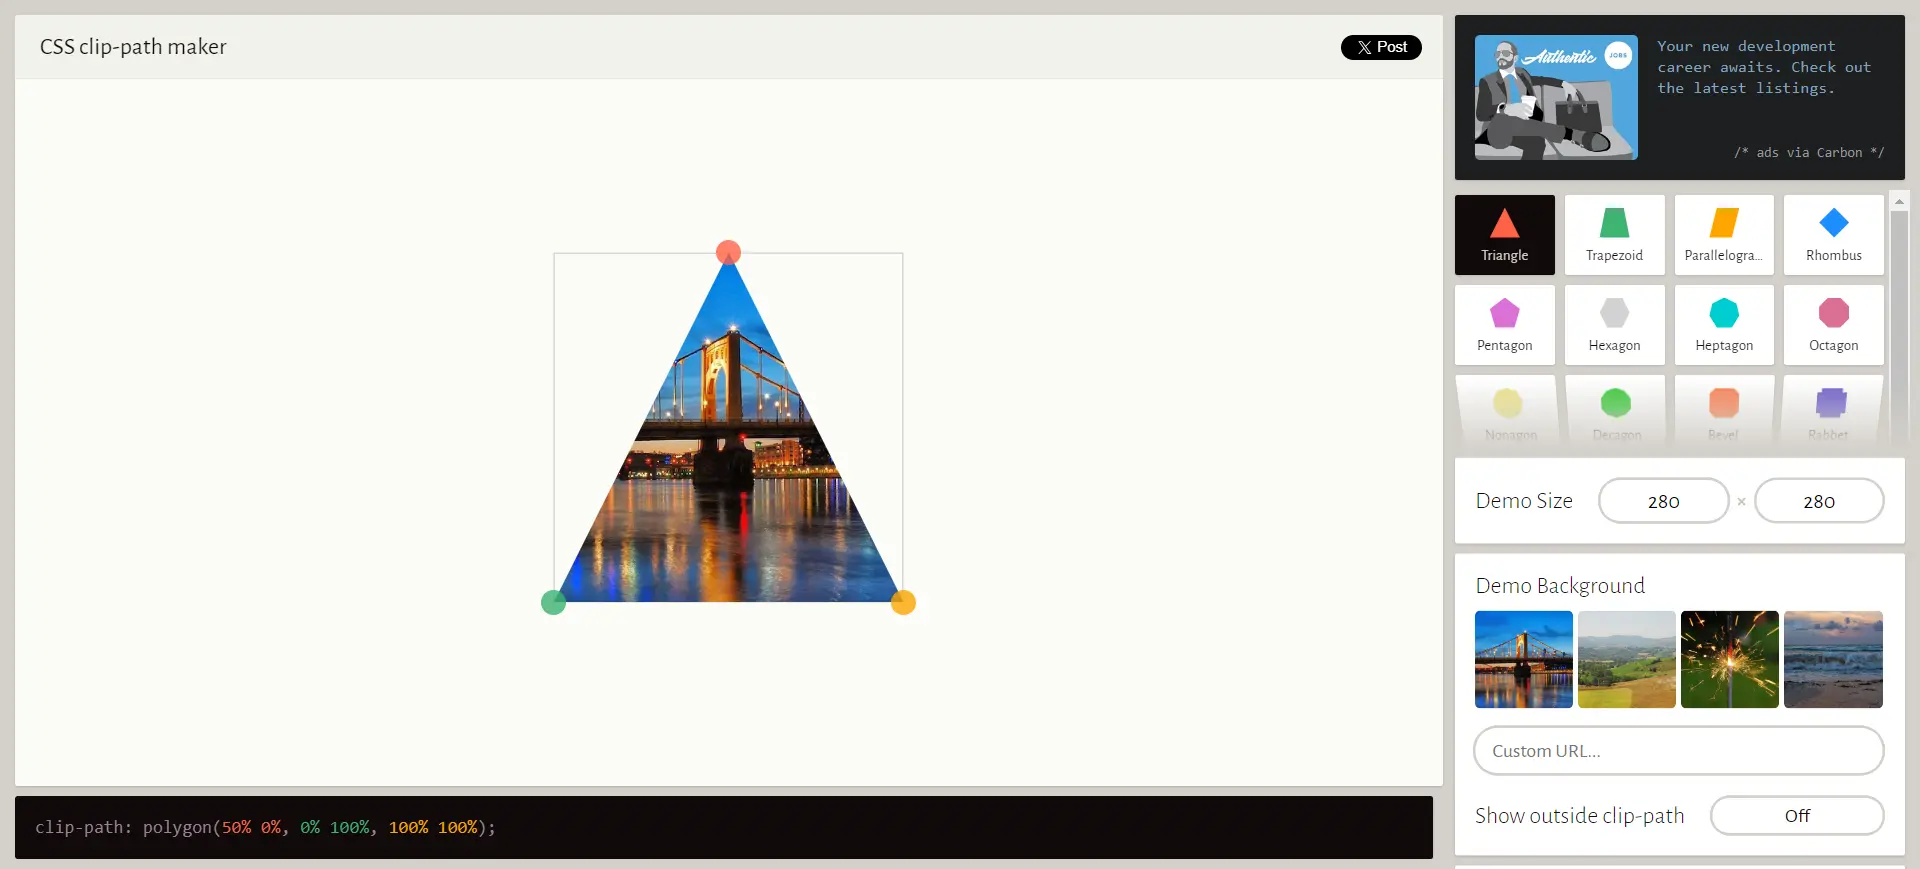 CSS clip-path maker
Post
Authentic
JOBS
Your new development
career awaits. Check out
the latest listings.
/* ads via Carbon */
Triangle
Trapezoid
Parallelogra...
Rhombus
Pentagon
Hexagon
Heptagon
Octagon
Nonagon
Decagon
Bevel
Rabbet
Demo Size
280
×
280
Demo Background
Custom URL...
Show outside clip-path
Off
clip-path: polygon(50% 0%, 0% 100%, 100% 100%);